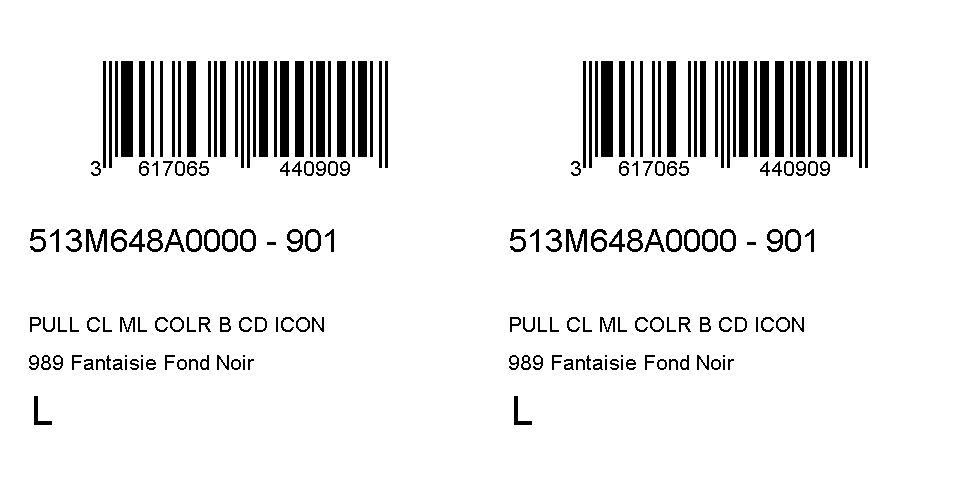 3 617065 440909
513M648A0000 - 901
PULL CL ML COLR B CD ICON
989 Fantaisie Fond Noir
L
3 617065 440909
513M648A0000 - 901
PULL CL ML COLR B CD ICON
989 Fantaisie Fond Noir
L